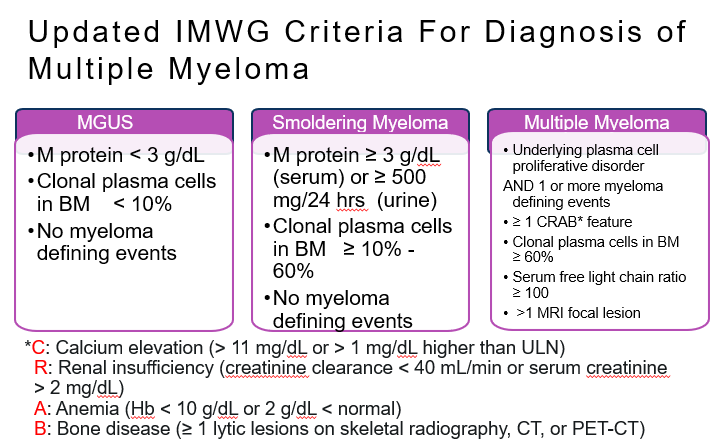 Updated IMWG Criteria For Diagnosis of
Multiple Myeloma
MGUS
•M protein < 3 g/dL
•Clonal plasma cells
in BM < 10%
•No myeloma
defining events
Smoldering Myeloma
•M protein ≥ 3 g/dL
(serum) or ≥ 500
mg/24 hrs (urine)
•Clonal plasma cells
in BM ≥ 10% -
60%
•No myeloma
defining events
Multiple Myeloma
• Underlying plasma cell
proliferative disorder
AND 1 or more myeloma
defining events
• ≥ 1 CRAB* feature
• Clonal plasma cells in BM
≥ 60%
• Serum free light chain ratio
≥ 100
• >1 MRI focal lesion
*C: Calcium elevation (> 11 mg/dL or > 1 mg/dL higher than ULN)
R: Renal insufficiency (creatinine clearance < 40 mL/min or serum creatinine
> 2 mg/dL)
A: Anemia (Hb < 10 g/dL or 2 g/dL < normal)
B: Bone disease (≥ 1 lytic lesions on skeletal radiography, CT, or PET-CT)